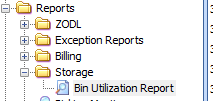 Reports
ZODL
Exception Reports
Billing
Storage
Bin Utilization Report